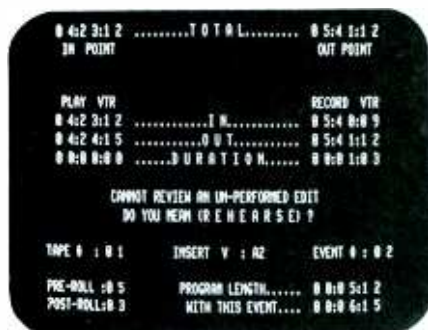 0 4:2 3:1 2 .........T O T A L......... 0 5:4 1:1 2
IN POINT OUT POINT
PLAY VTR RECORD VTR
0 4:2 3:1 2 ............I N............ 0 5:4 0:0 9
0 4:2 4:1 5 ...........O U T........... 0 5:4 1:1 2
0 0:0 0:0 0 ......D U R A T I O N...... 0 0:0 1:0 3
CANNOT REVIEW AN UN-PERFORMED EDIT
DO YOU MEAN (R E H E A R S E) ?
TAPE # :0 1 INSERT V : A2 EVENT # : 0 2
PRE-ROLL :0 5 PROGRAM LENGTH...... 0 0:0 5:1 2
POST-ROLL:0 3 WITH THIS EVENT.... 0 0:0 6:1 5